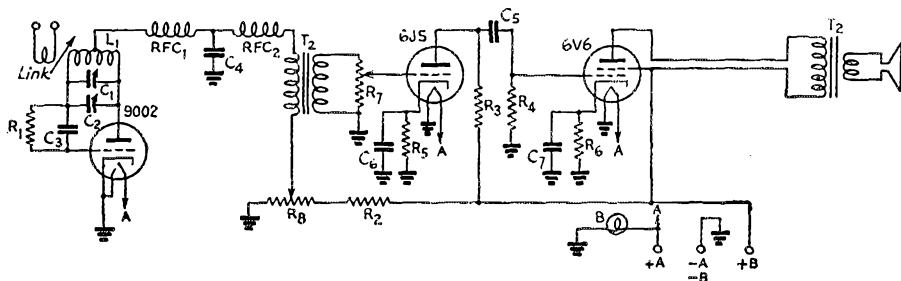 Link
L1
RFC1
RFC2
C4
T2
R7
6J5
C5
R3
R4
6V6
T2
C1
C2
9002
R1
C3
A
C6
R5
A
C7
R6
A
R8
R2
B
A
+A
-A
-B
+B